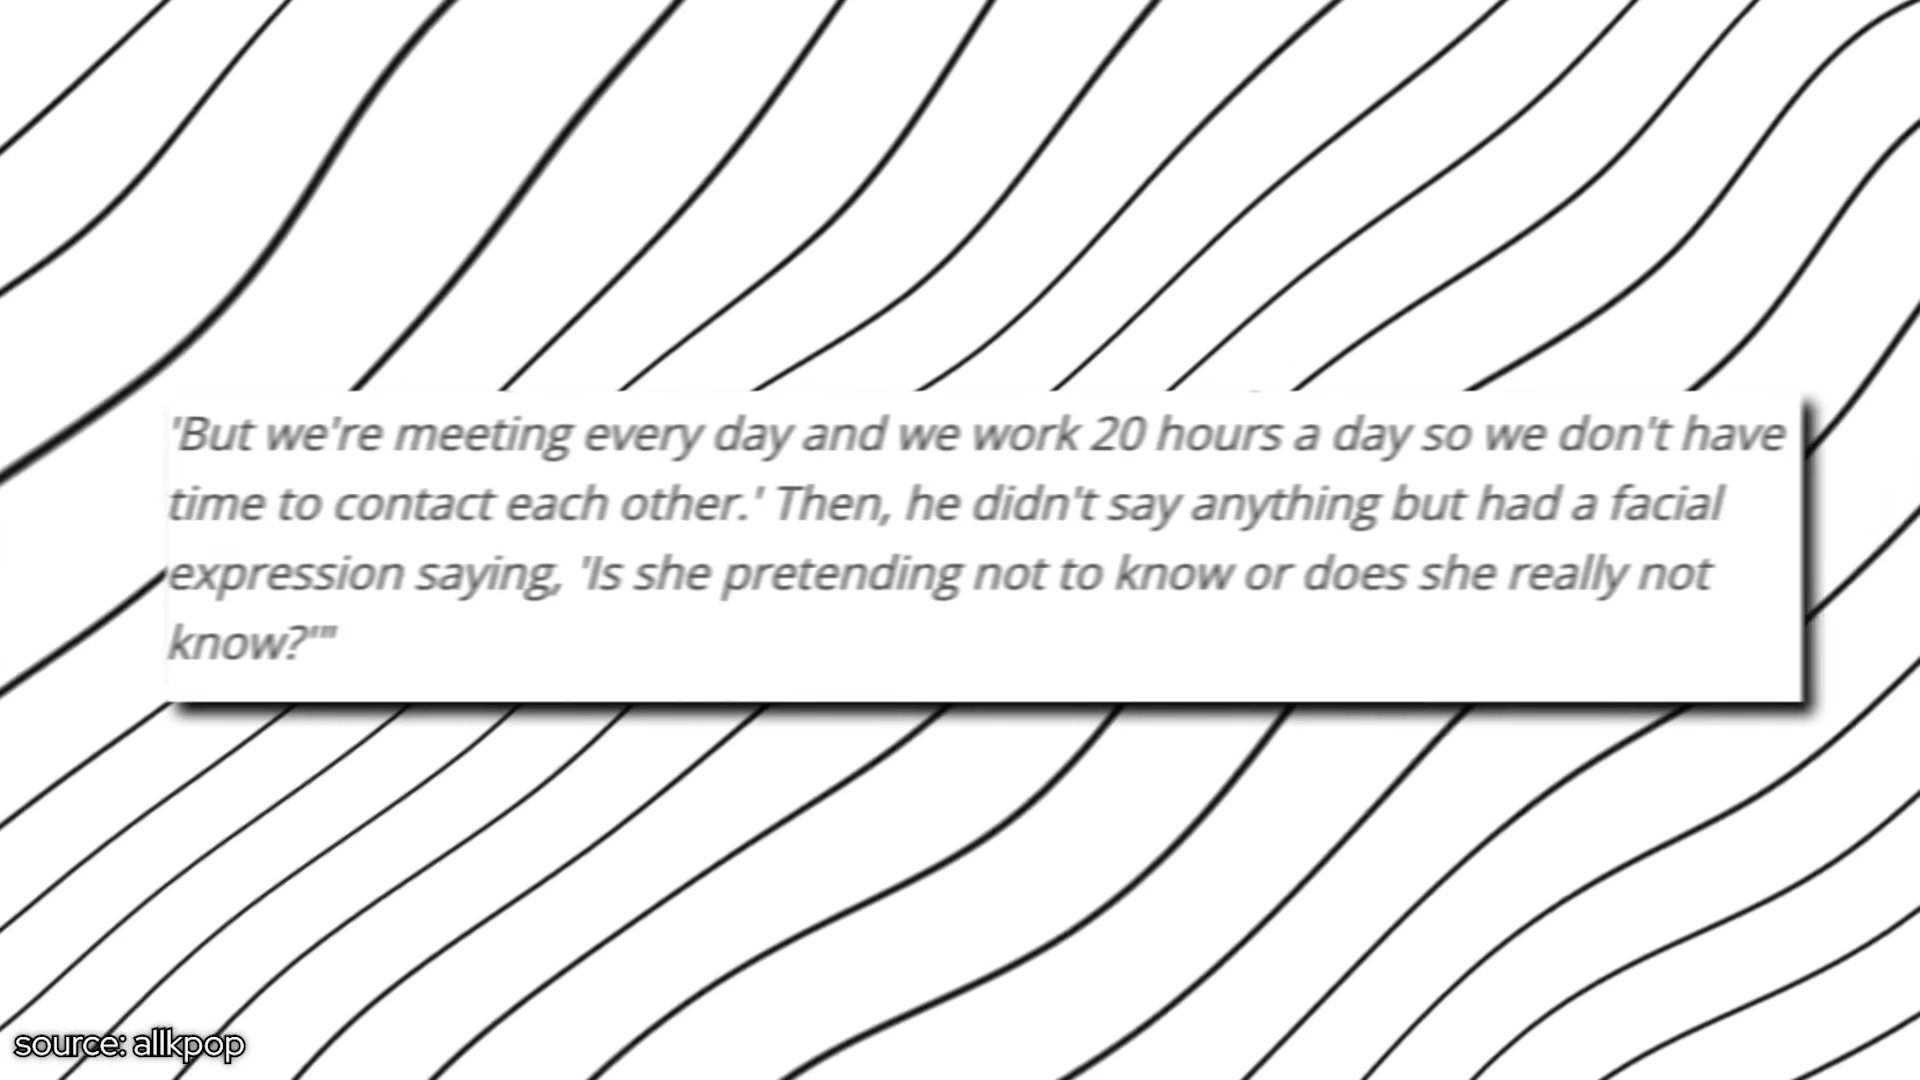 'But we're meeting every day and we work 20 hours a day so we don't have
time to contact each other.' Then, he didn't say anything but had a facial
expression saying, 'Is she pretending not to know or does she really not
know?'"
source: allkpop